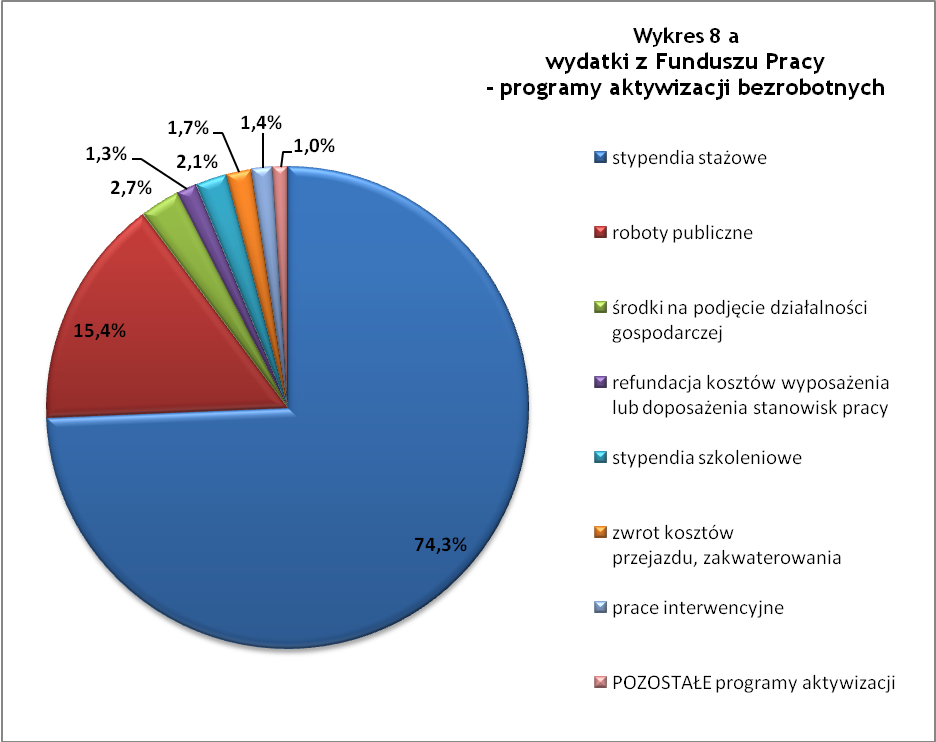 Wykres 8 a
wydatki z Funduszu Pracy
- programy aktywizacji bezrobotnych
1,4%
1,7%
1,0%
1,3%
2,1%
2,7%
15,4%
74,3%
stypendia stażowe
roboty publiczne
środki na podjęcie działalności
gospodarczej
refundacja kosztów wyposażenia
lub doposażenia stanowisk pracy
stypendia szkoleniowe
zwrot kosztów
przejazdu, zakwaterowania
prace interwencyjne
POZOSTAŁE programy aktywizacji